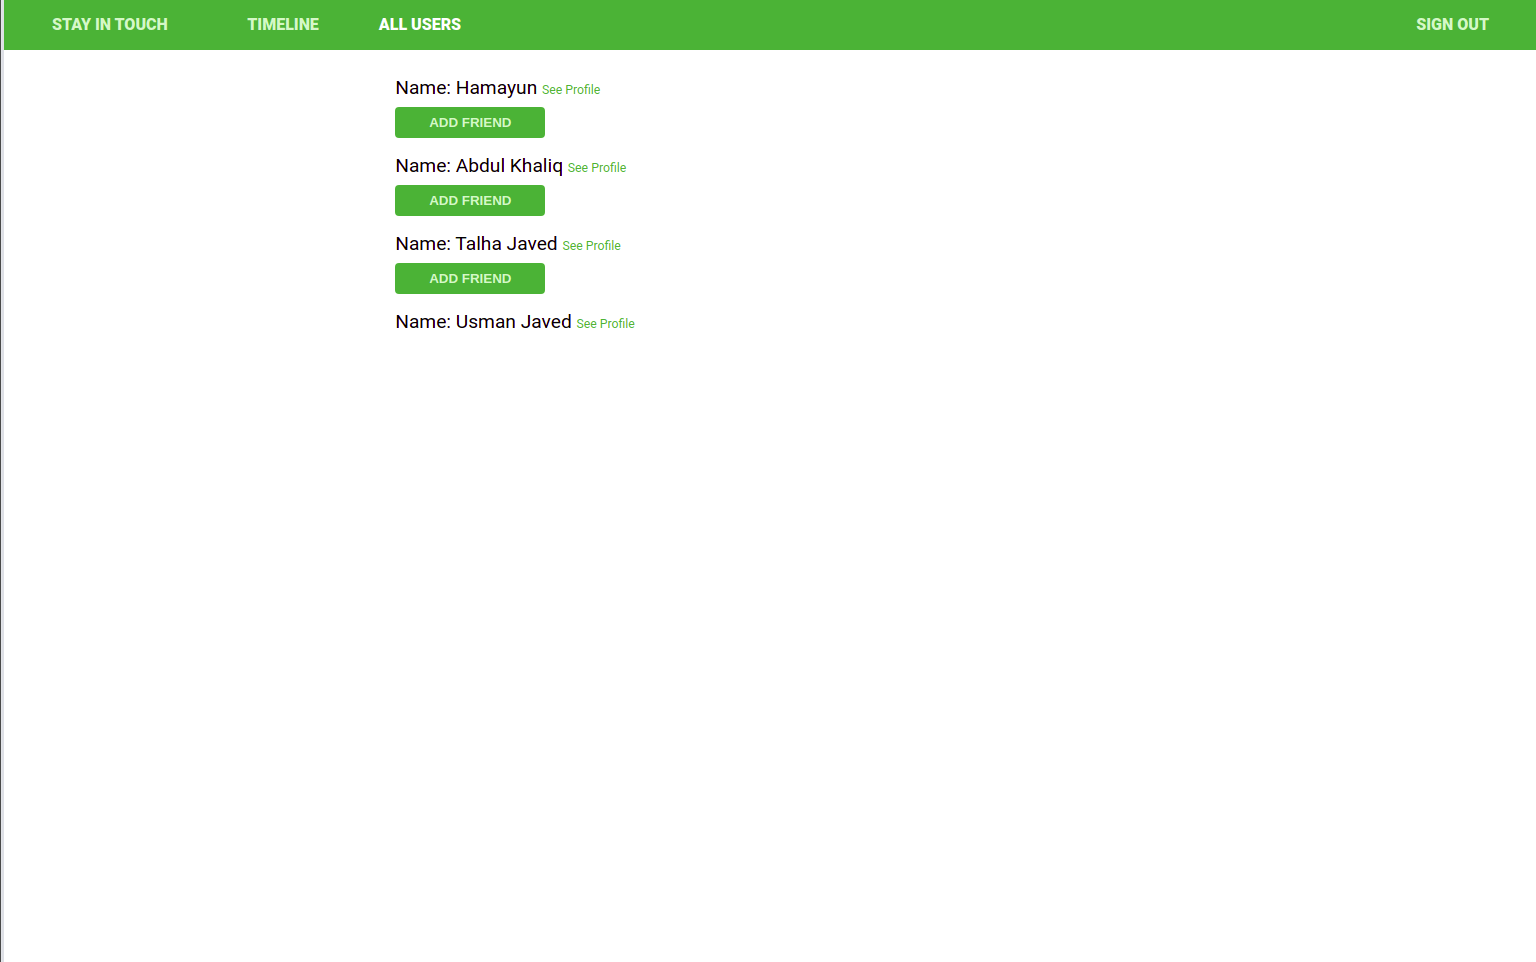 STAY IN TOUCH TIMELINE ALL USERS SIGN OUT
Name: Hamayun See Profile
ADD FRIEND
Name: Abdul Khaliq See Profile
ADD FRIEND
Name: Talha Javed See Profile
ADD FRIEND
Name: Usman Javed See Profile